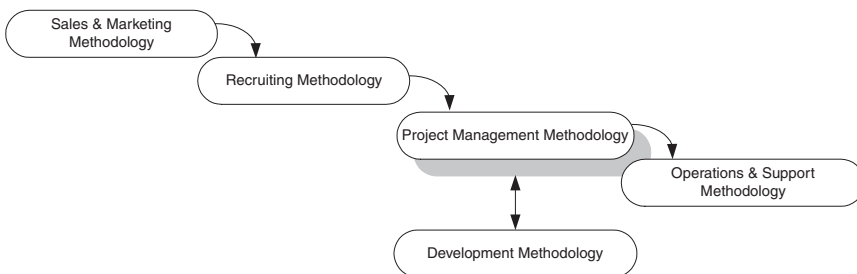 Sales & Marketing
Methodology
Recruiting Methodology
Project Management Methodology
Operations & Support
Methodology
Development Methodology